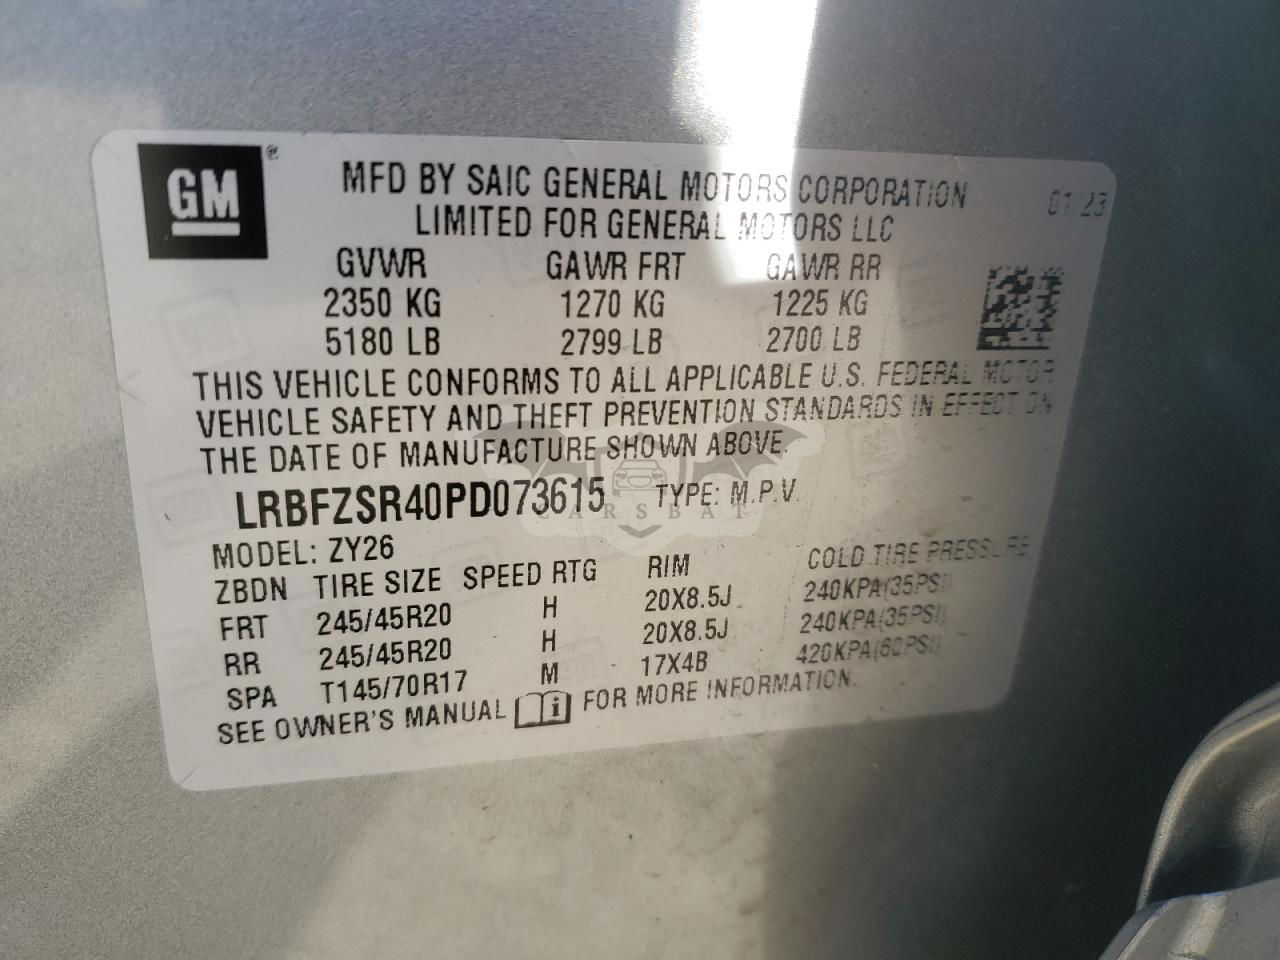 GM ®
MFD BY SAIC GENERAL MOTORS CORPORATION 01/23
LIMITED FOR GENERAL MOTORS LLC
GVWR GAWR FRT GAWR RR
2350 KG 1270 KG 1225 KG
5180 LB 2799 LB 2700 LB
THIS VEHICLE CONFORMS TO ALL APPLICABLE U.S. FEDERAL MOTOR
VEHICLE SAFETY AND THEFT PREVENTION STANDARDS IN EFFECT ON
THE DATE OF MANUFACTURE SHOWN ABOVE.
LRBFZSR40PD073615 TYPE: M.P.V.
CARSBAT
MODEL: ZY26
ZBDN TIRE SIZE SPEED RTG RIM COLD TIRE PRESSURE
FRT 245/45R20 H 20X8.5J 240KPA(35PSI)
RR 245/45R20 H 20X8.5J 240KPA(35PSI)
SPA T145/70R17 M 17X4B 420KPA(60PSI)
SEE OWNER'S MANUAL i FOR MORE INFORMATION.